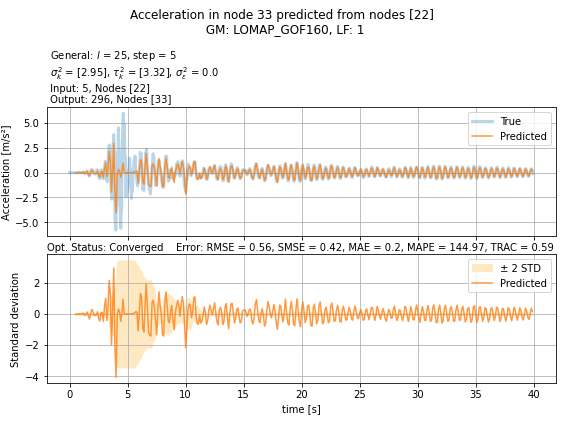 Acceleration in node 33 predicted from nodes [22]
GM: LOMAP_GOF160, LF: 1
General: l = 25, step = 5
σ²ₖ = [2.95], τ²ₖ = [3.32], σ²ε = 0.0
Input: 5, Nodes [22]
Output: 296, Nodes [33]
Acceleration [m/s²]
5.0
2.5
0.0
−2.5
−5.0
True
Predicted
Opt. Status: Converged Error: RMSE = 0.56, SMSE = 0.42, MAE = 0.2, MAPE = 144.97, TRAC = 0.59
Standard deviation
2
0
−2
−4
± 2 STD
Predicted
0 5 10 15 20 25 30 35 40
time [s]